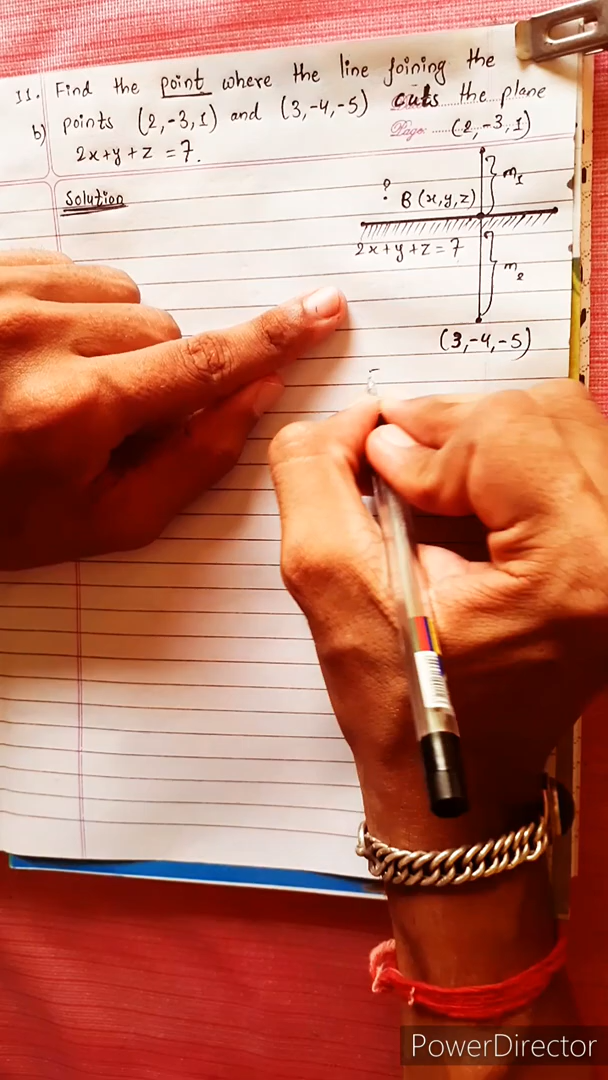 11. Find the point where the line joining the
b) points (2,-3,1) and (3,-4,-5) cuts the plane
2x+y+z = 7.
Page:
(2,-3,1)
Solution
?
B (x,y,z)
m₁
2x+y+z = 7
m₂
(3,-4,-5)
PowerDirector